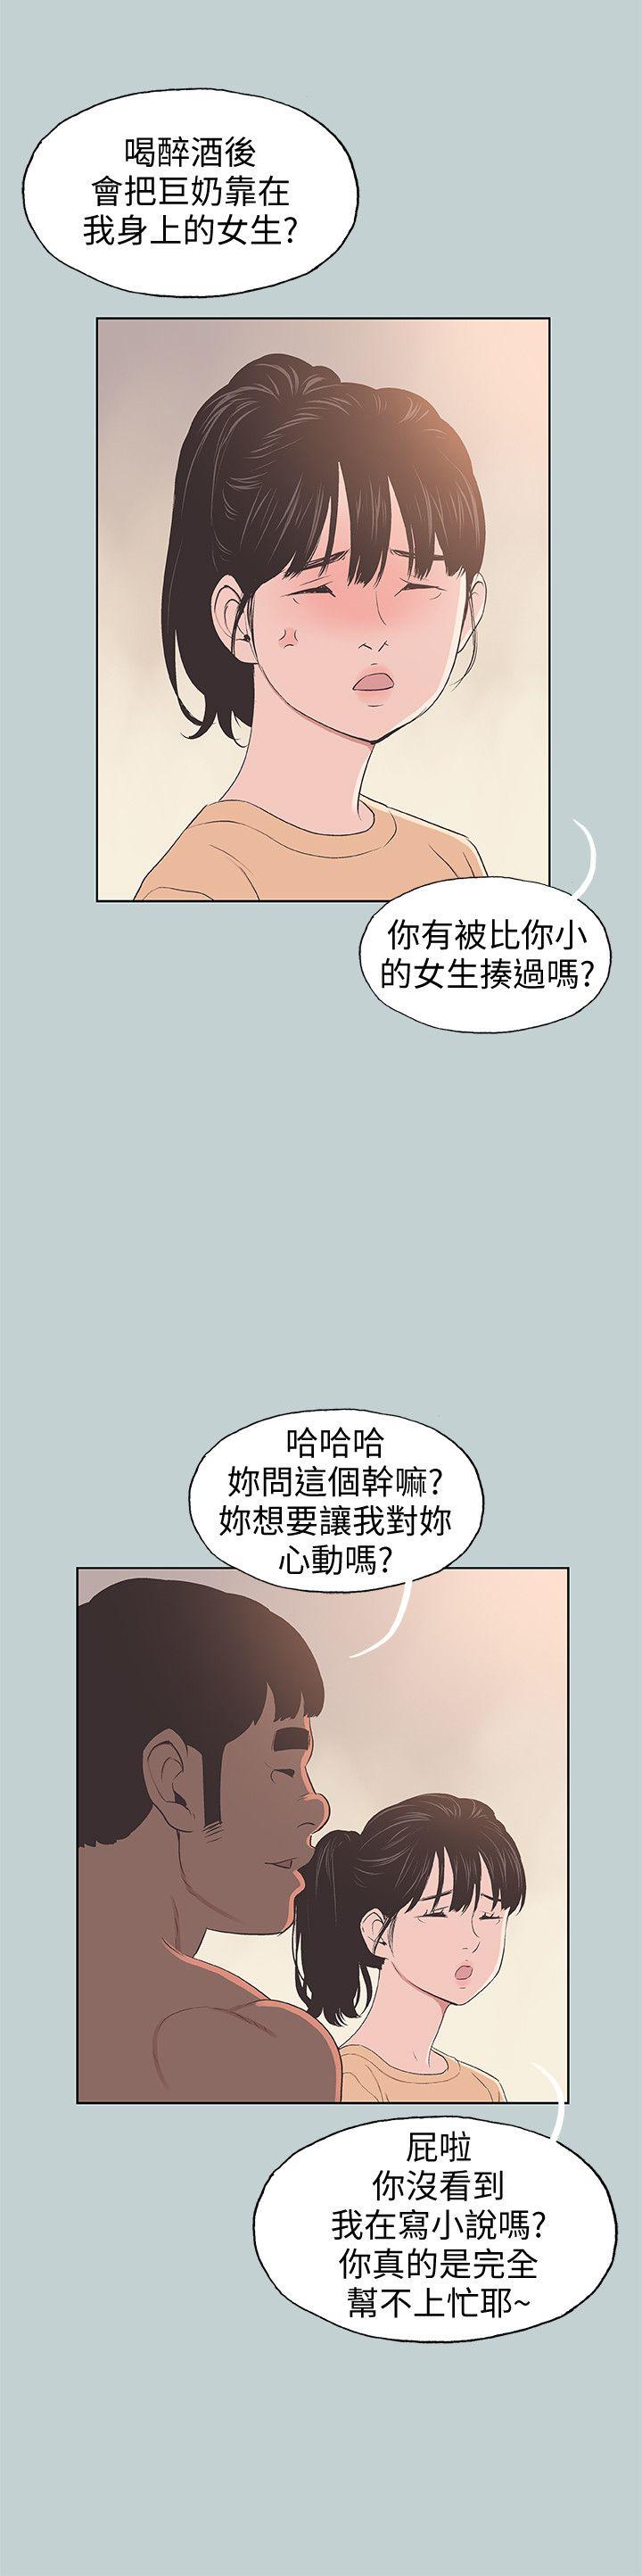 喝醉酒後
會把巨奶靠在
我身上的女生?
你有被比你小
的女生揍過嗎?
哈哈哈
妳問這個幹嘛?
妳想要讓我對妳
心動嗎?
屁啦
你沒看到
我在寫小說嗎?
你真的是完全
幫不上忙耶~